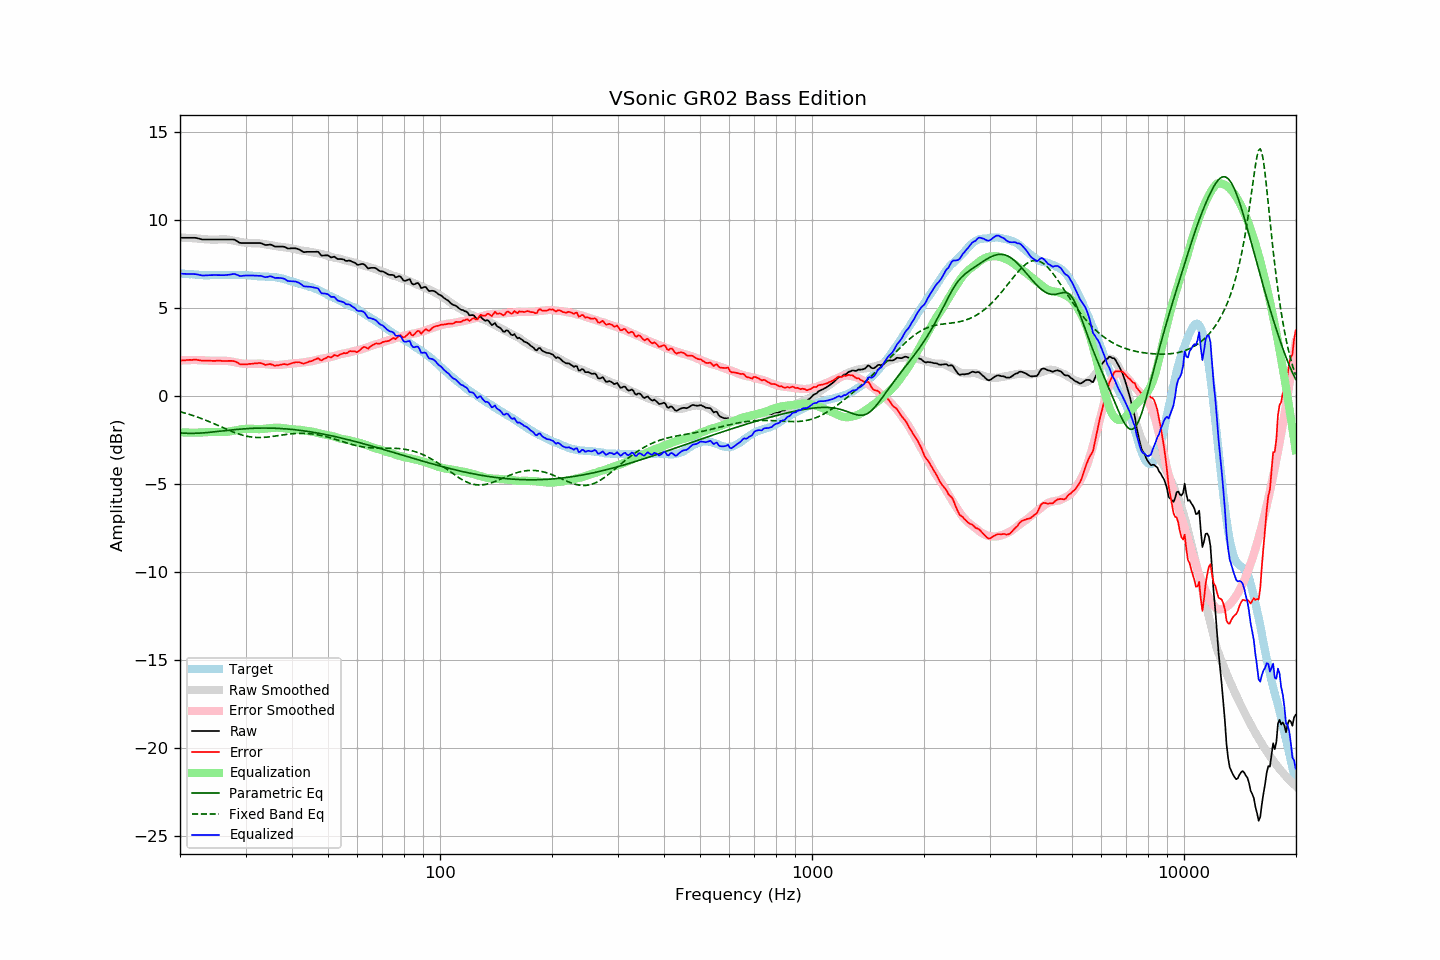 VSonic GR02 Bass Edition
Amplitude (dBr)
15
10
5
0
−5
−10
−15
−20
−25
Target
Raw Smoothed
Error Smoothed
Raw
Error
Equalization
Parametric Eq
Fixed Band Eq
Equalized
100
1000
10000
Frequency (Hz)